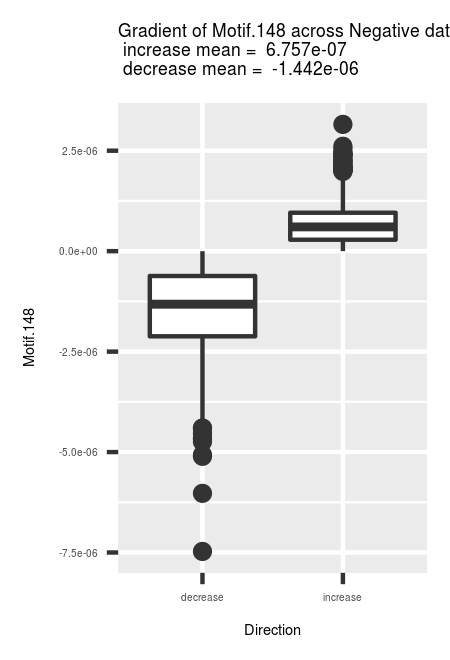 Gradient of Motif.148 across Negative dat
increase mean =  6.757e-07
decrease mean =  -1.442e-06
2.5e-06
0.0e+00
-2.5e-06
-5.0e-06
-7.5e-06
Motif.148
decrease
increase
Direction